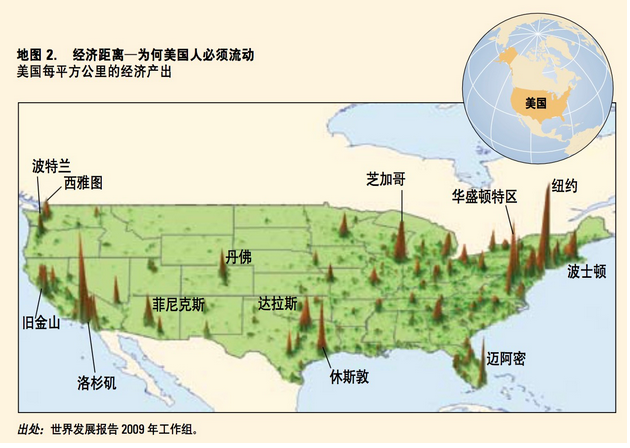 地图 2. 经济距离—为何美国人必须流动
美国每平方公里的经济产出
美国
波特兰
西雅图
芝加哥
华盛顿特区
纽约
丹佛
波士顿
菲尼克斯
达拉斯
旧金山
迈阿密
洛杉矶
休斯敦
出处: 世界发展报告 2009 年工作组。